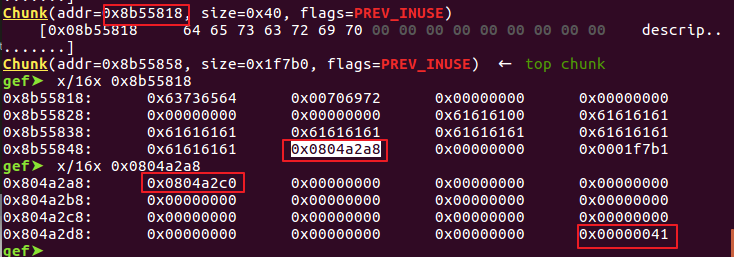 Chunk(addr=0x8b55818, size=0x40, flags=PREV_INUSE)
[0x08b55818     64 65 73 63 72 69 70 00 00 00 00 00 00 00 00 00    descrip..
.......]
Chunk(addr=0x8b55858, size=0x1f7b0, flags=PREV_INUSE)  ←  top chunk
gef➤  x/16x 0x8b55818
0x8b55818:      0x63736564      0x00706972      0x00000000      0x00000000
0x8b55828:      0x00000000      0x00000000      0x61616100      0x61616161
0x8b55838:      0x61616161      0x61616161      0x61616161      0x61616161
0x8b55848:      0x61616161      0x0804a2a8      0x00000000      0x0001f7b1
gef➤  x/16x 0x0804a2a8
0x804a2a8:      0x0804a2c0      0x00000000      0x00000000      0x00000000
0x804a2b8:      0x00000000      0x00000000      0x00000000      0x00000000
0x804a2c8:      0x00000000      0x00000000      0x00000000      0x00000000
0x804a2d8:      0x00000000      0x00000000      0x00000000      0x00000041
gef➤